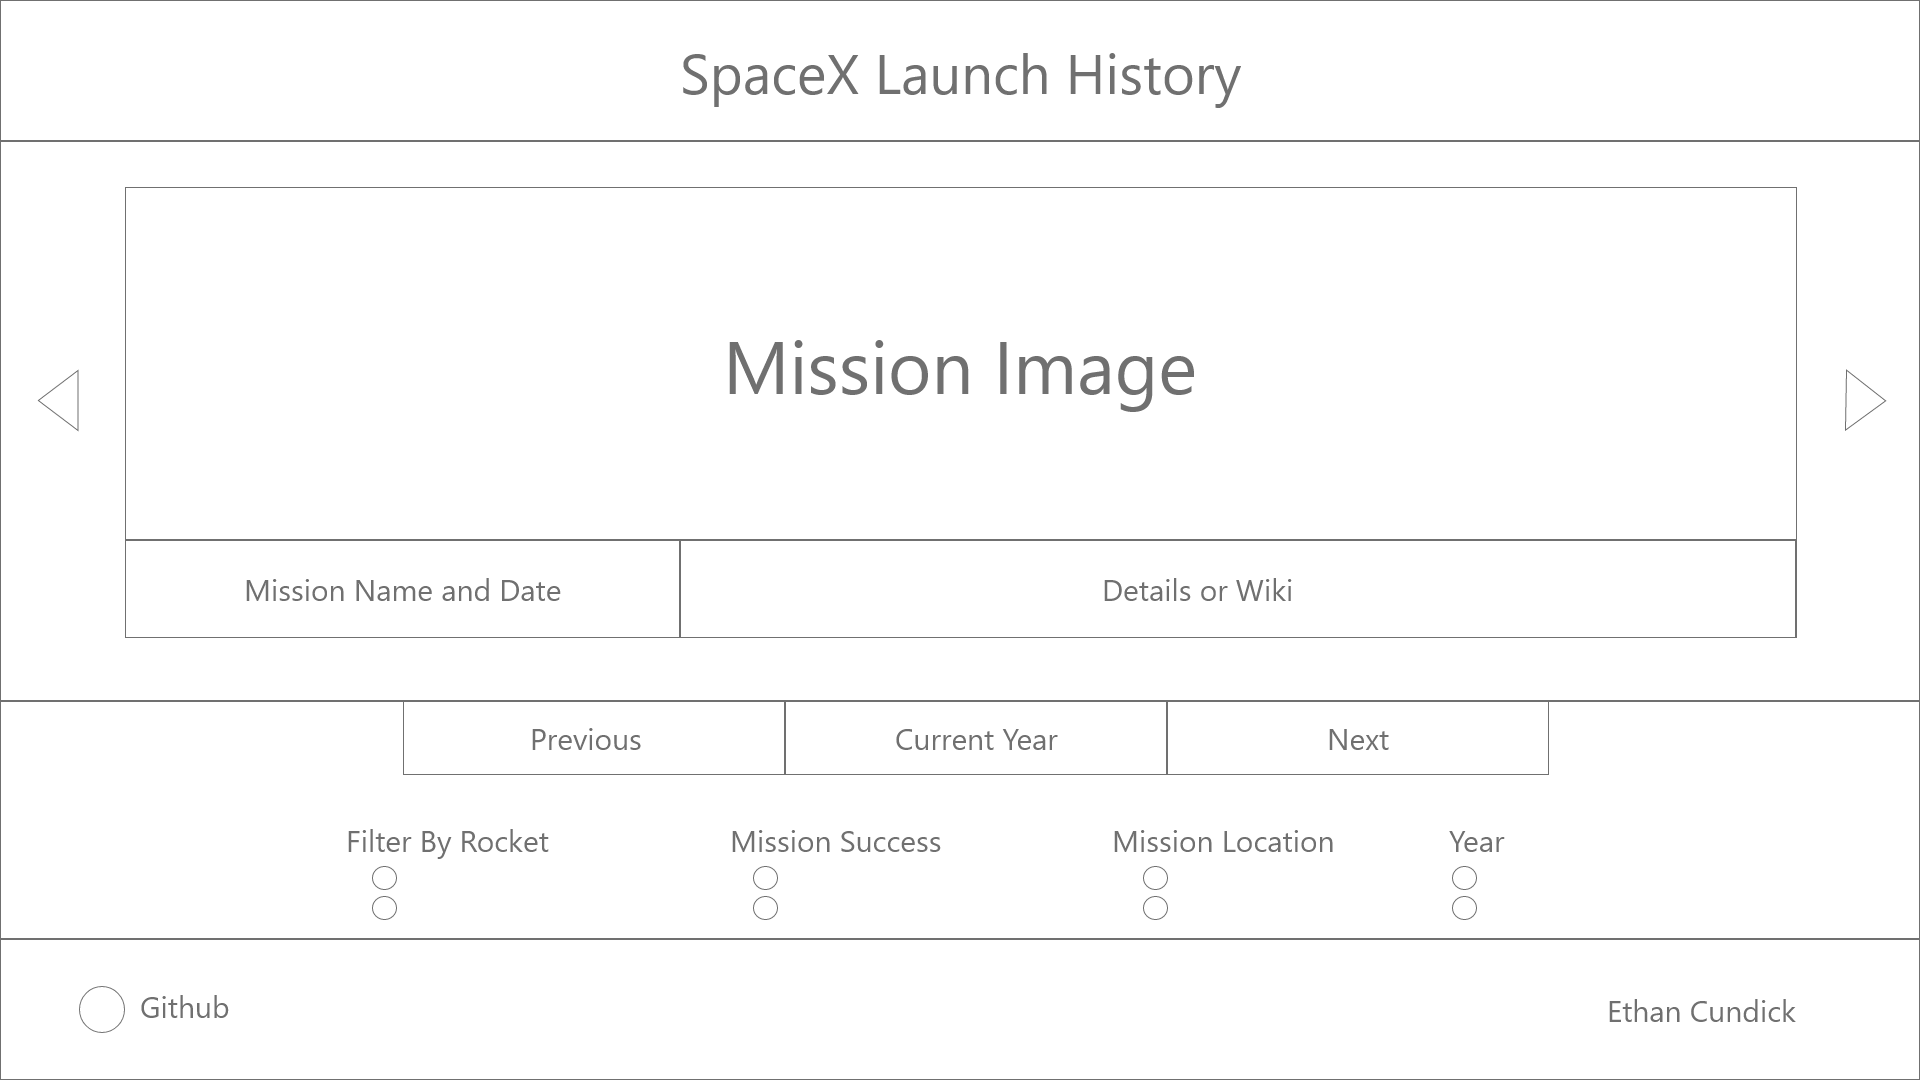 SpaceX Launch History
Mission Image
Mission Name and Date
Details or Wiki
Previous
Current Year
Next
Filter By Rocket
Mission Success
Mission Location
Year
Github
Ethan Cundick